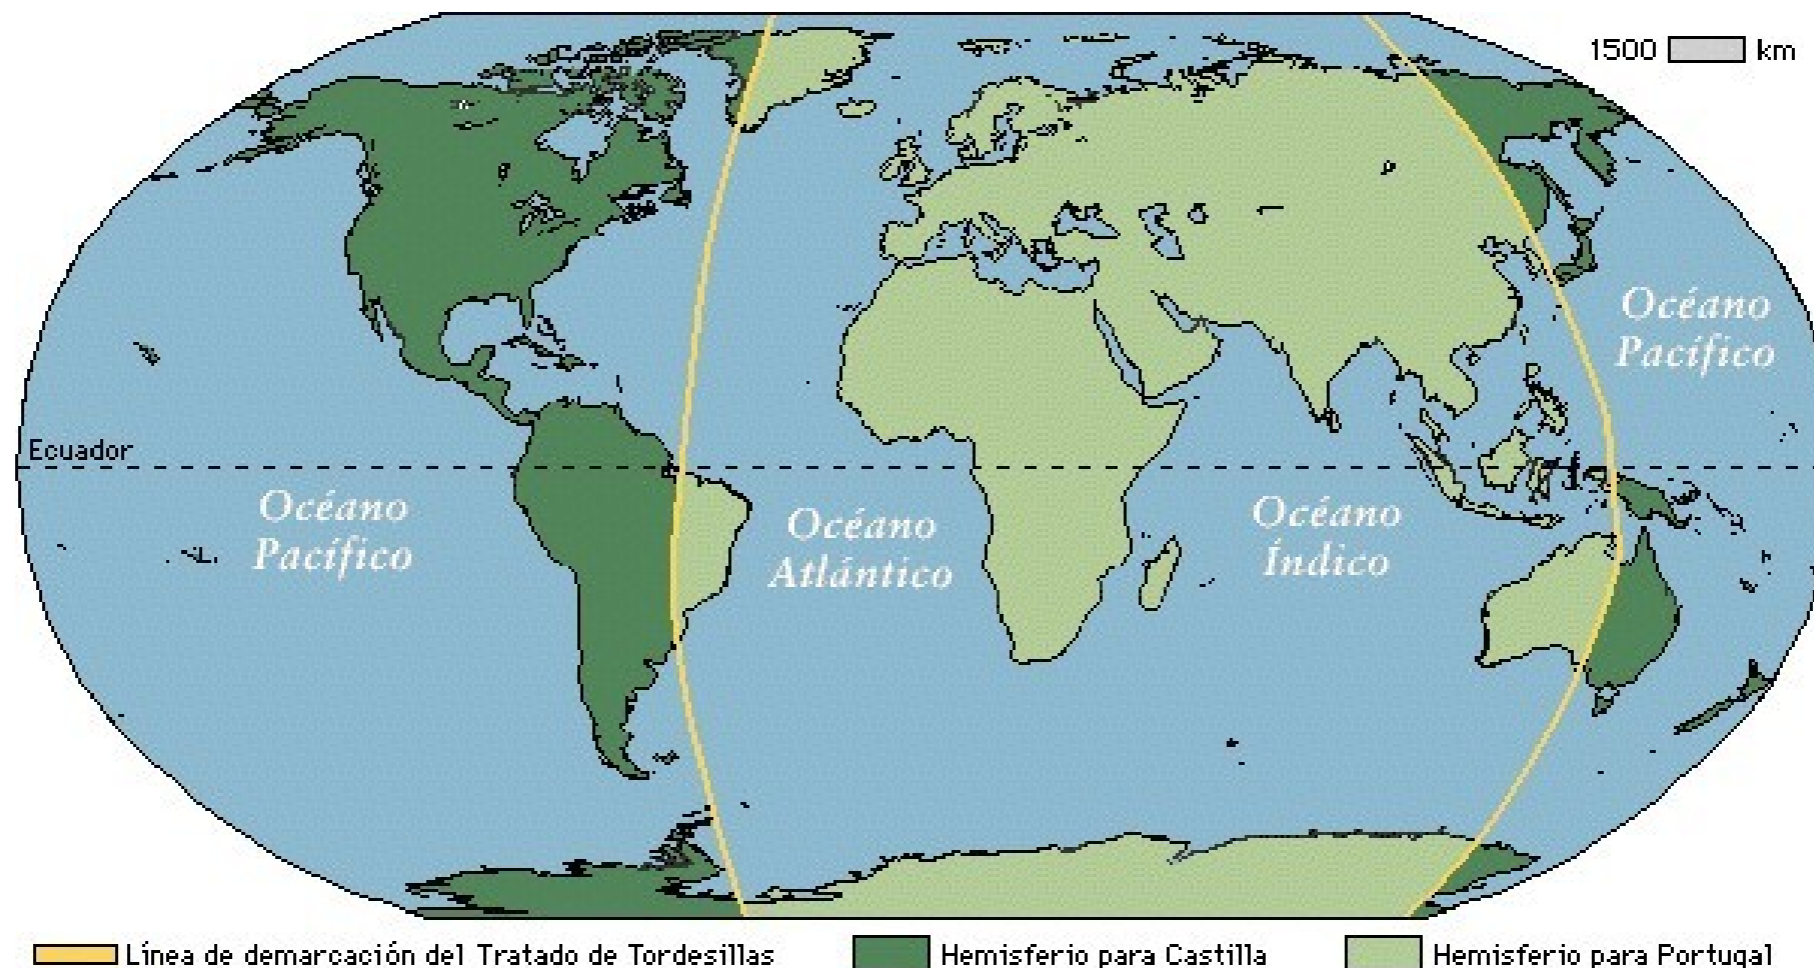 1500 km
Ecuador
Océano
Pacífico
Océano
Pacífico
Océano
Atlántico
Océano
Índico
Línea de demarcación del Tratado de Tordesillas
Hemisferio para Castilla
Hemisferio para Portugal